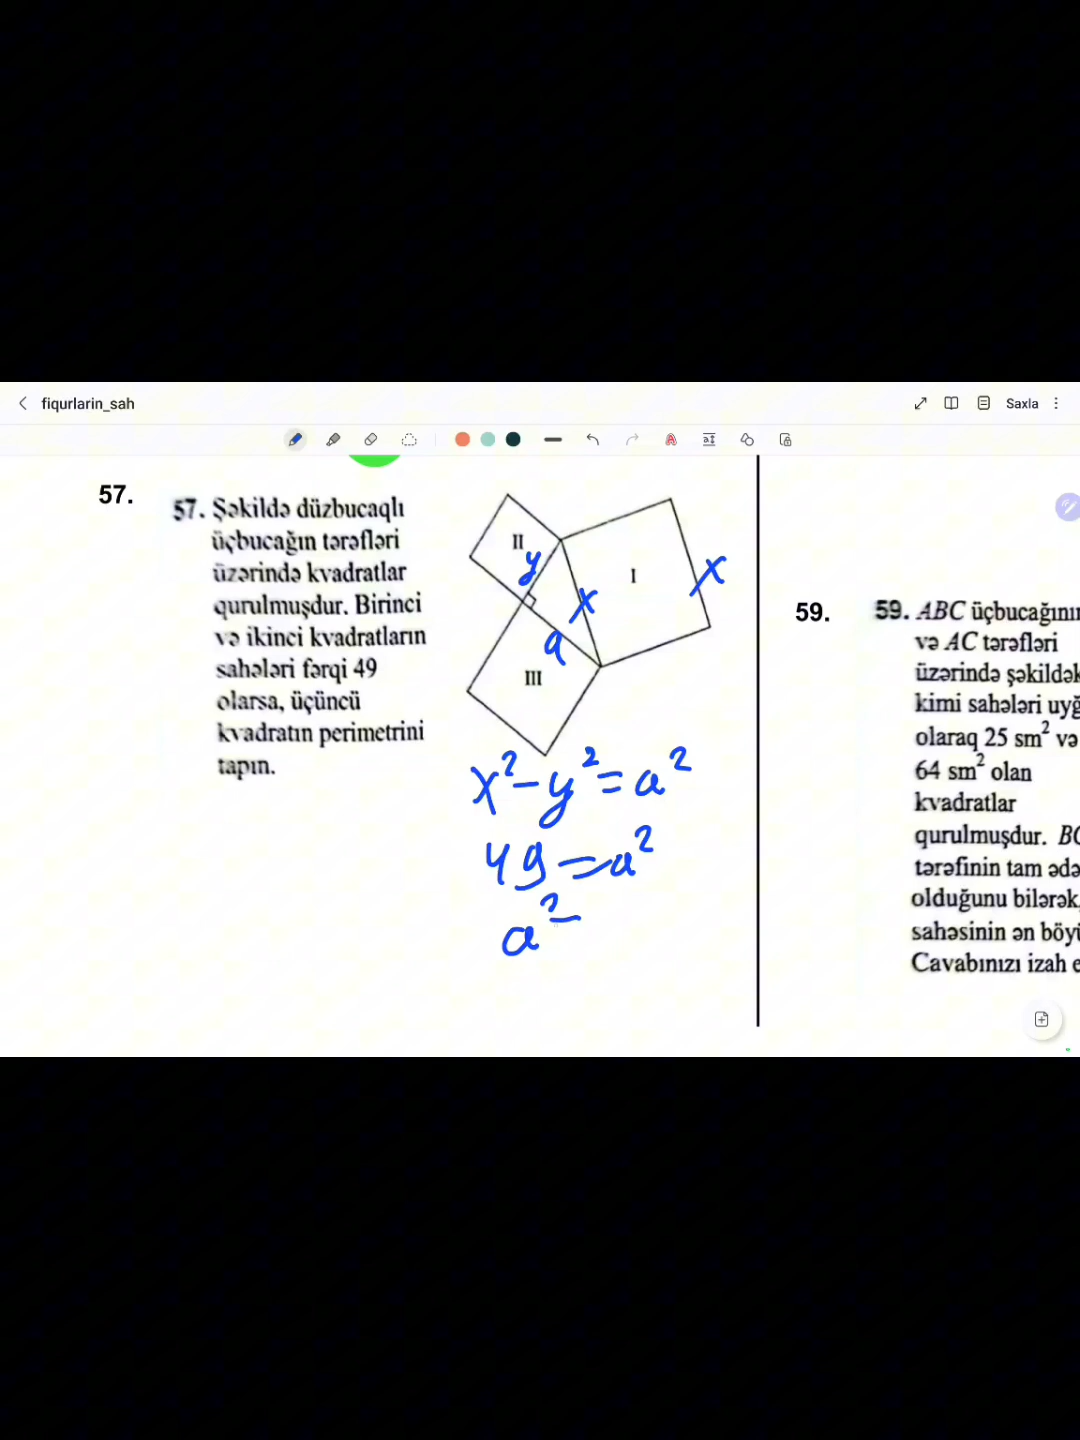 fiqurlarin_sah
Saxla
57.
57. Şəkildə düzbucaqlı
üçbucağın tərəfləri
üzərində kvadratlar
qurulmuşdur. Birinci
və ikinci kvadratların
sahələri fərqi 49
olarsa, üçüncü
kvadratın perimetrini
tapın.
II
y
I
x
x
a
III
x² - y² = a²
49 = a²
a² =
59.
59. ABC üçbucağının
və AC tərəfləri
üzərində şəkildək
kimi sahələri uyğ
olaraq 25 sm² və
64 sm² olan
kvadratlar
qurulmuşdur. BC
tərəfinin tam ədə
olduğunu bilərək,
sahəsinin ən böyü
Cavabınızı izah e